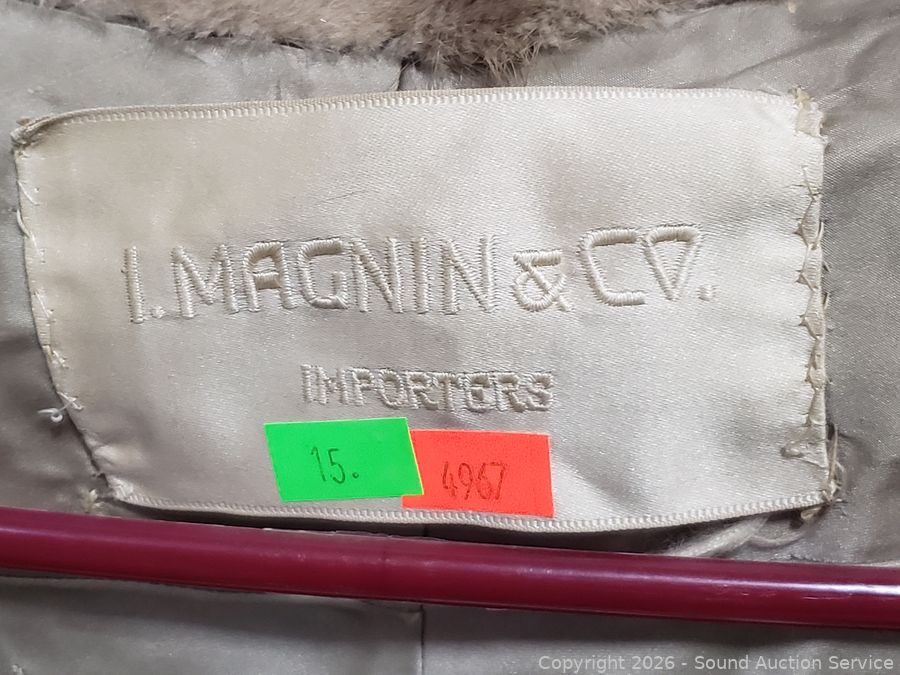 I. MAGNIN & CO.
IMPORTERS
15.
4967
Copyright 2026 - Sound Auction Service